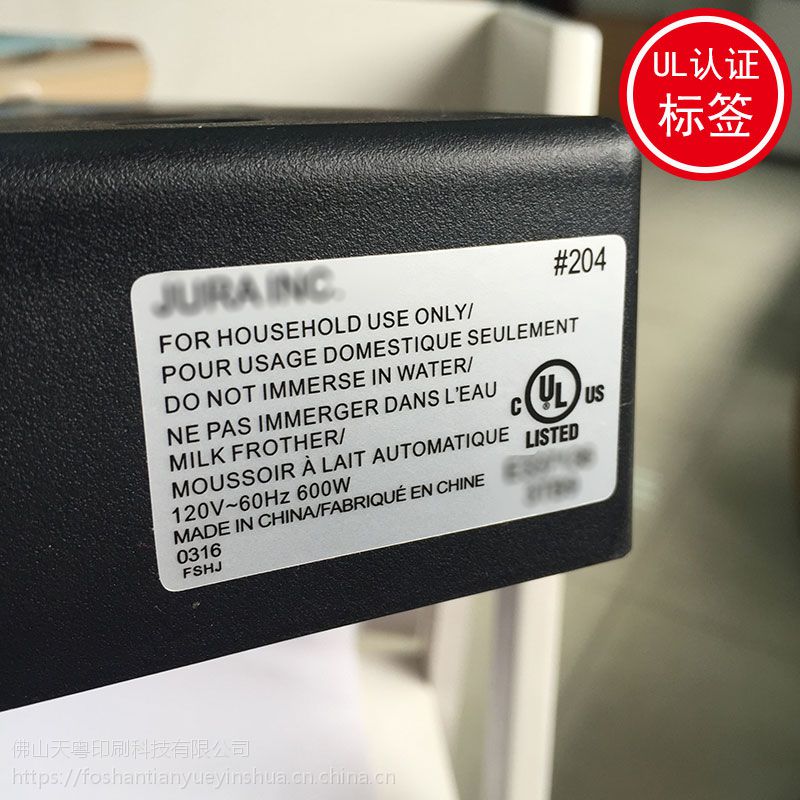 UL认证
标签
#204
JURA INC.
FOR HOUSEHOLD USE ONLY/
POUR USAGE DOMESTIQUE SEULEMENT
DO NOT IMMERSE IN WATER/
NE PAS IMMERGER DANS L'EAU
MILK FROTHER/
MOUSSOIR À LAIT AUTOMATIQUE
120V~60Hz 600W
MADE IN CHINA/FABRIQUÉ EN CHINE
0316
FSHJ
C UL ® US
LISTED
佛山天粤印刷科技有限公司
https://foshantianyueyinshua.cn.china.cn